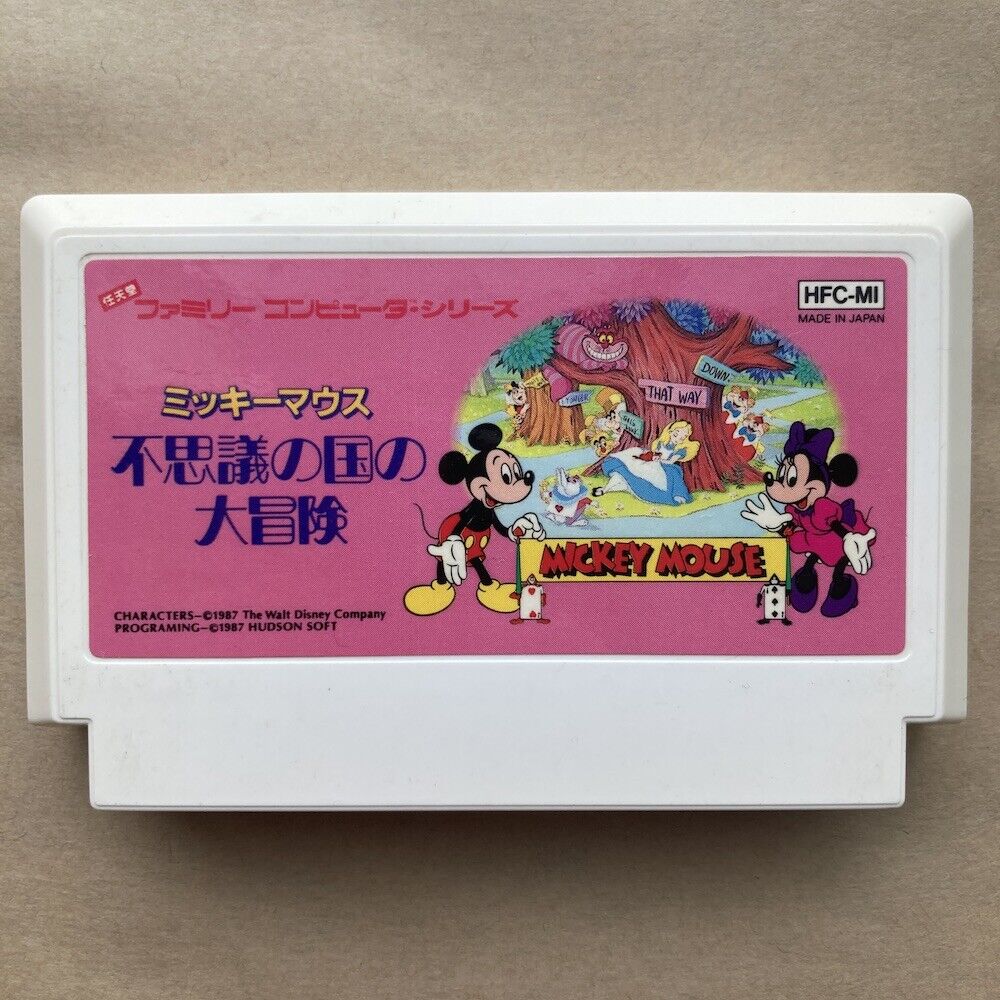 任天堂
ファミリー コンピュータ・シリーズ
HFC-MI
MADE IN JAPAN
ミッキーマウス
不思議の国の
大冒険
DOWN
THAT WAY
MICKEY MOUSE
CHARACTERS–©1987 The Walt Disney Company
PROGRAMING–©1987 HUDSON SOFT